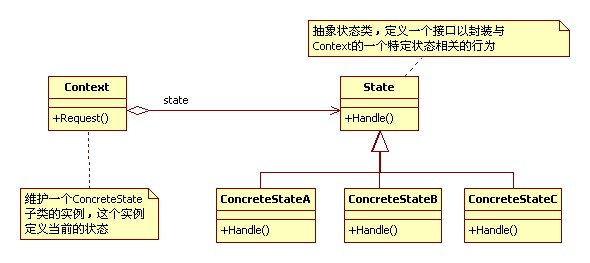 抽象状态类，定义一个接口以封装与
Context的一个特定状态相关的行为
Context
+Request()
state
State
+Handle()
维护一个ConcreteState
子类的实例，这个实例
定义当前的状态
ConcreteStateA
+Handle()
ConcreteStateB
+Handle()
ConcreteStateC
+Handle()